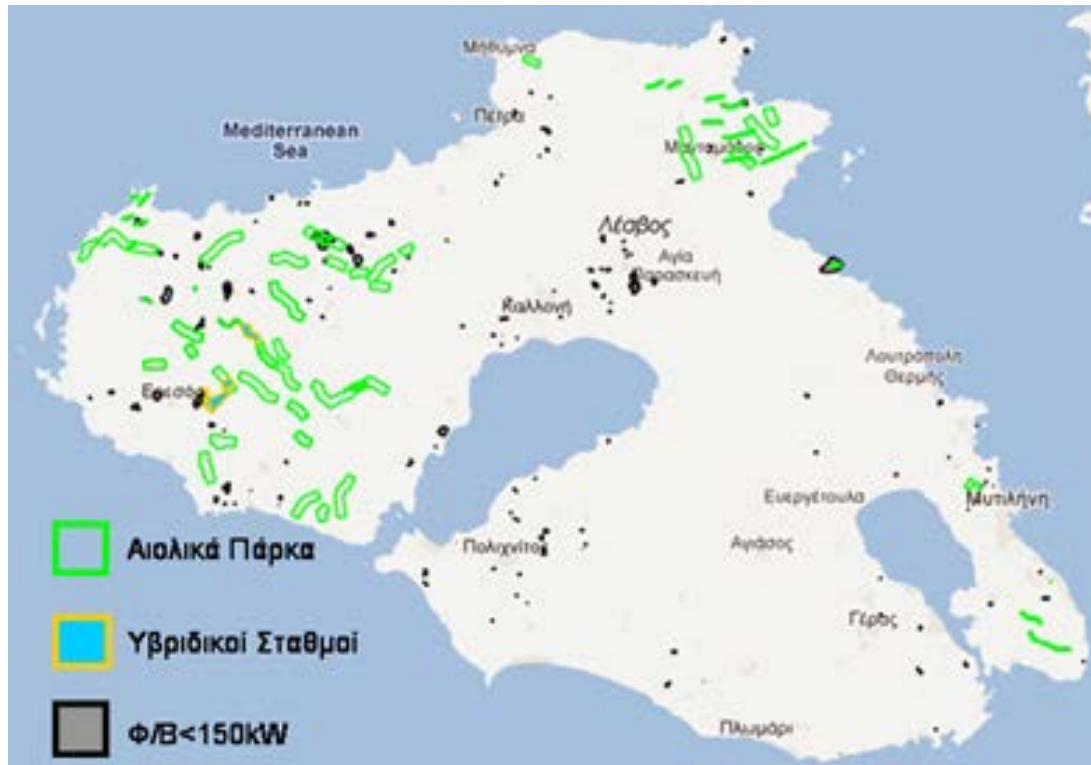 Μήθυμνα
Πέτρα
Mediterranean
Sea
Μανταμάδος
Λέσβος
Αγία
Παρασκευή
Καλλονή
Λουτρόπολη
Θερμής
Ερεσός
Ευεργέτουλα
Μυτιλήνη
Πολιχνίτο
Αγιάσος
Γέρας
Πλωμάρι
Αιολικά Πάρκα
Υβριδικοί Σταθμοί
Φ/Β<150kW